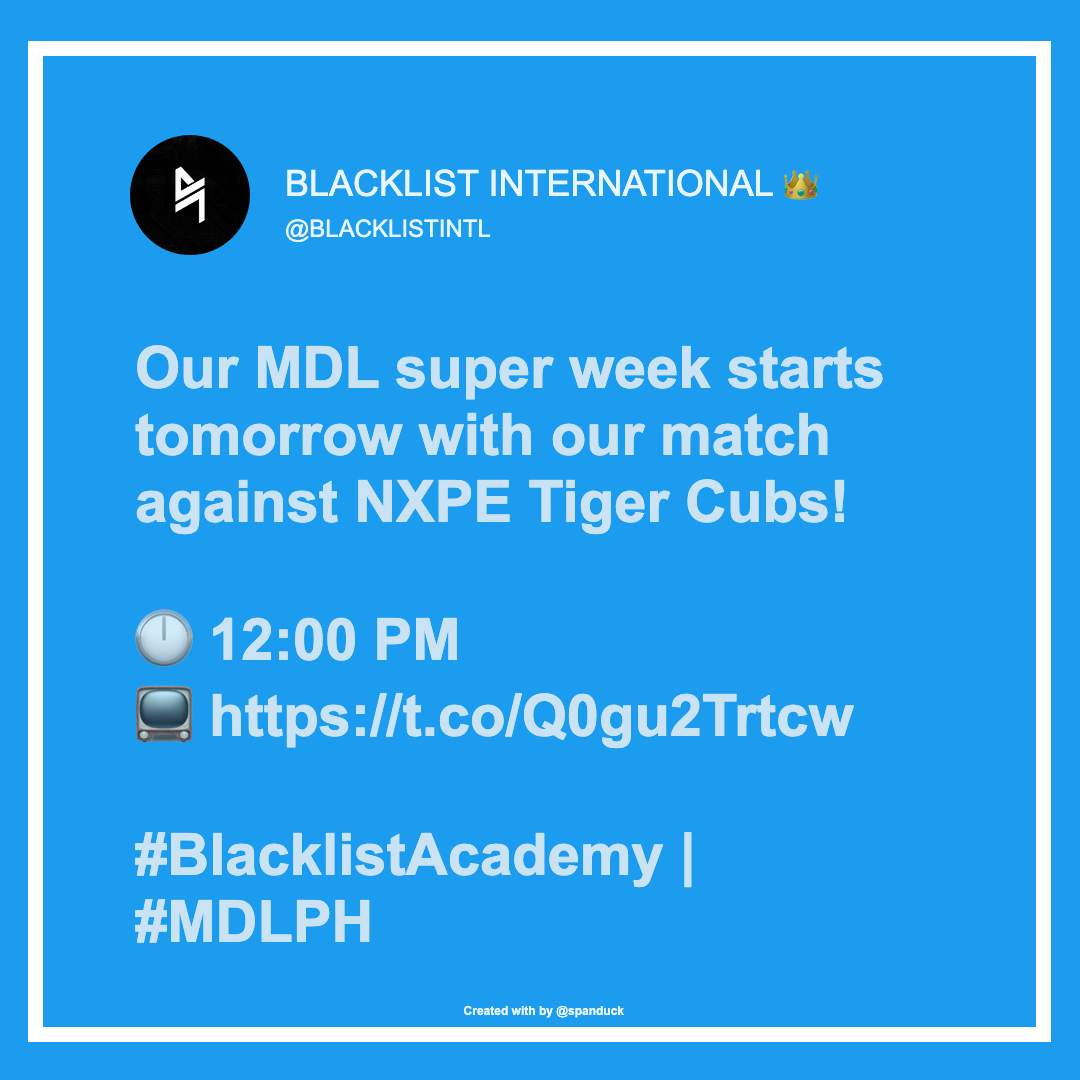 BLACKLIST INTERNATIONAL 👑
@BLACKLISTINTL
Our MDL super week starts
tomorrow with our match
against NXPE Tiger Cubs!
🕛 12:00 PM
📺 https://t.co/Q0gu2Trtcw
#BlacklistAcademy |
#MDLPH
Created with by @spanduck